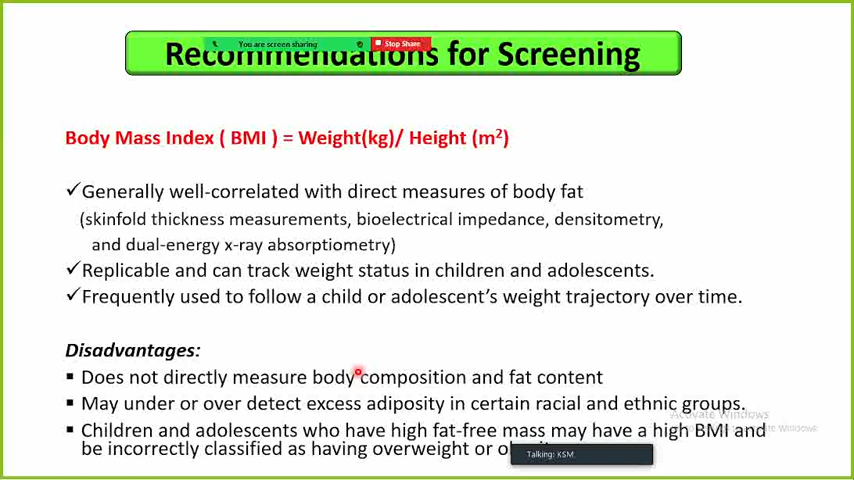 You are screen sharing Stop Share
Recommendations for Screening
Body Mass Index ( BMI ) = Weight(kg)/ Height (m²)
✓Generally well-correlated with direct measures of body fat
(skinfold thickness measurements, bioelectrical impedance, densitometry,
and dual-energy x-ray absorptiometry)
✓Replicable and can track weight status in children and adolescents.
✓Frequently used to follow a child or adolescent's weight trajectory over time.
Disadvantages:
▪ Does not directly measure body composition and fat content
▪ May under or over detect excess adiposity in certain racial and ethnic groups.
Activate Windows
▪ Children and adolescents who have high fat-free mass may have a high BMI and
be incorrectly classified as having overweight or
Talking: KSM